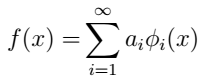 f(x) = \sum_{i=1}^{\infty} a_i \phi_i(x)